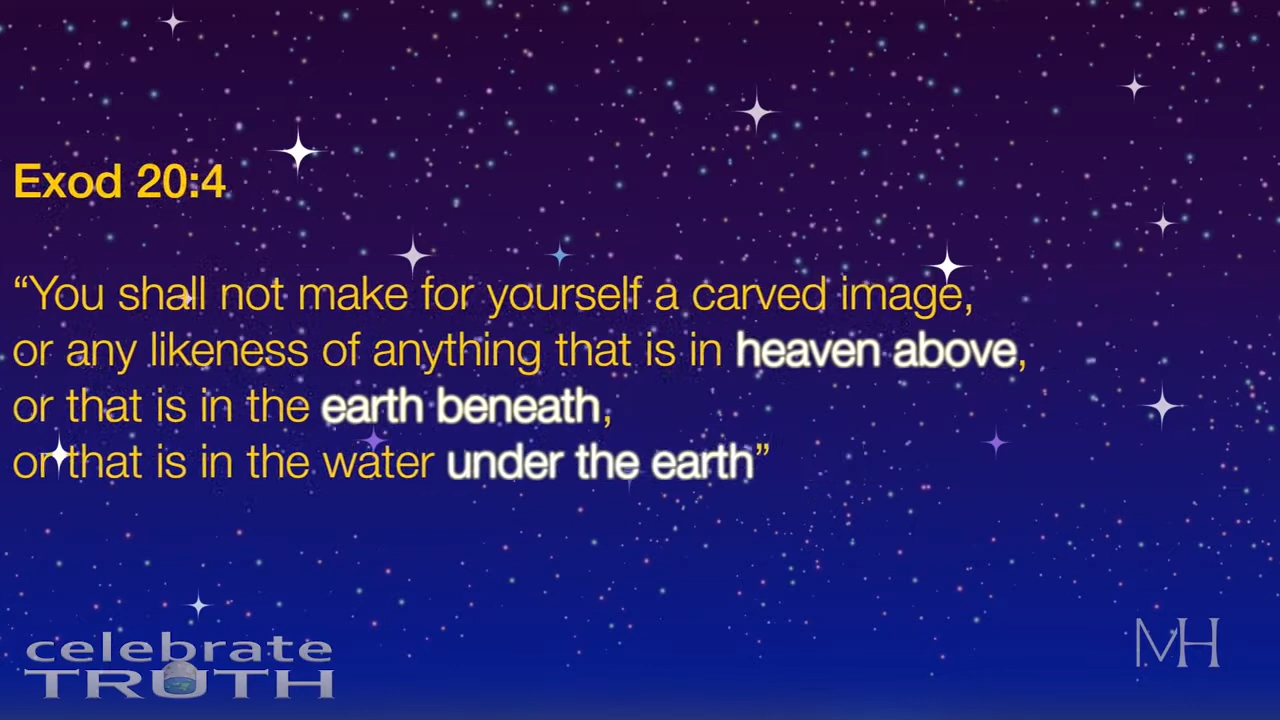 Exod 20:4
“You shall not make for yourself a carved image,
or any likeness of anything that is in heaven above,
or that is in the earth beneath,
or that is in the water under the earth”
celebrate
TRUTH
MH